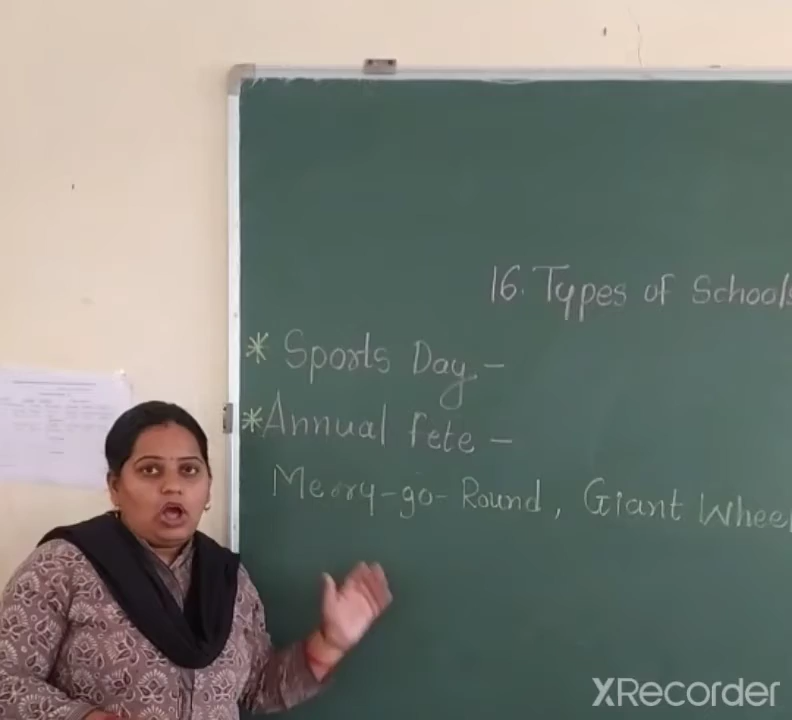 16. Types of Schools
* Sports Day -
* Annual fete -
Merry-go-Round, Giant Wheel
XRecorder